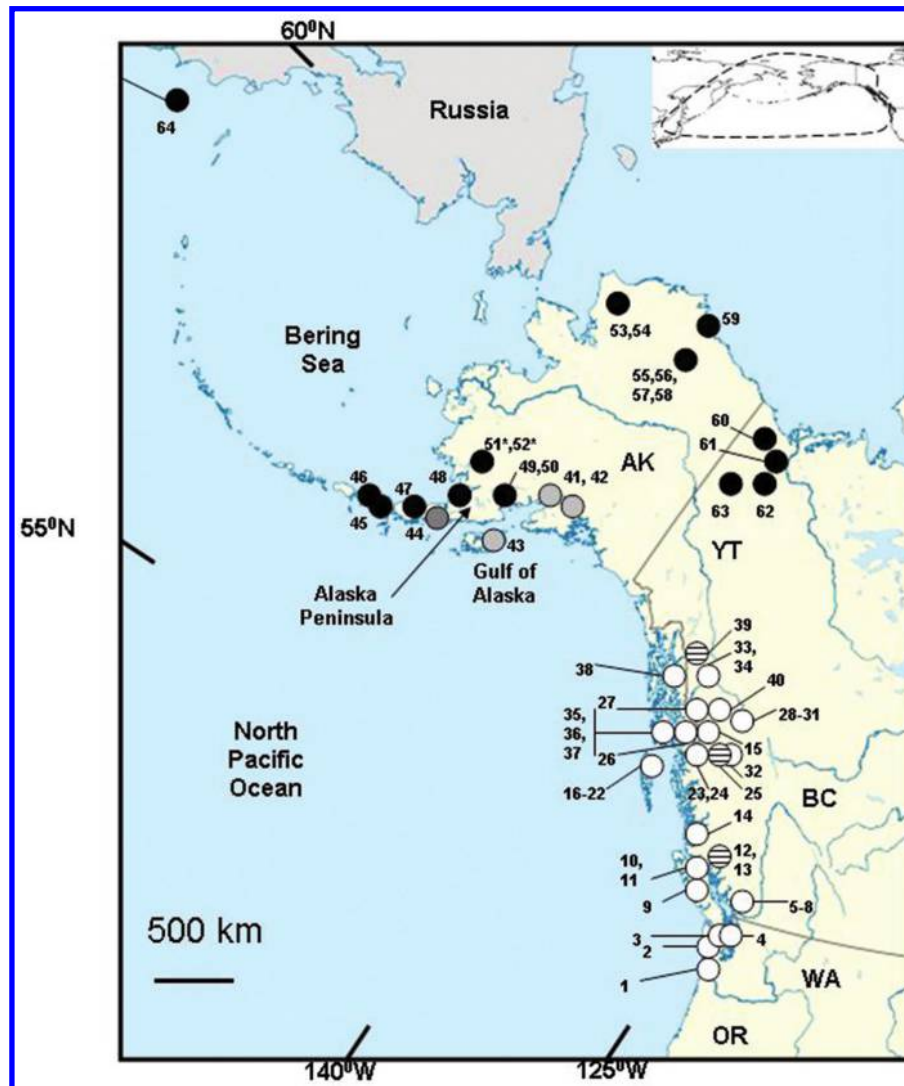 60⁰N
Russia
64
Bering
Sea
53,54
59
55,56,
57,58
60
61
51*,52*
AK
46
47
48
49,50
41, 42
63
62
45
44
55⁰N
43
YT
Alaska
Peninsula
Gulf of
Alaska
39
33,
34
38
40
27
28-31
35,
36,
37
North
Pacific
Ocean
26
15
32
16-22
23,24
25
BC
14
10,
11
12,
13
9
5-8
500 km
3
4
2
WA
1
OR
140⁰W
125⁰W